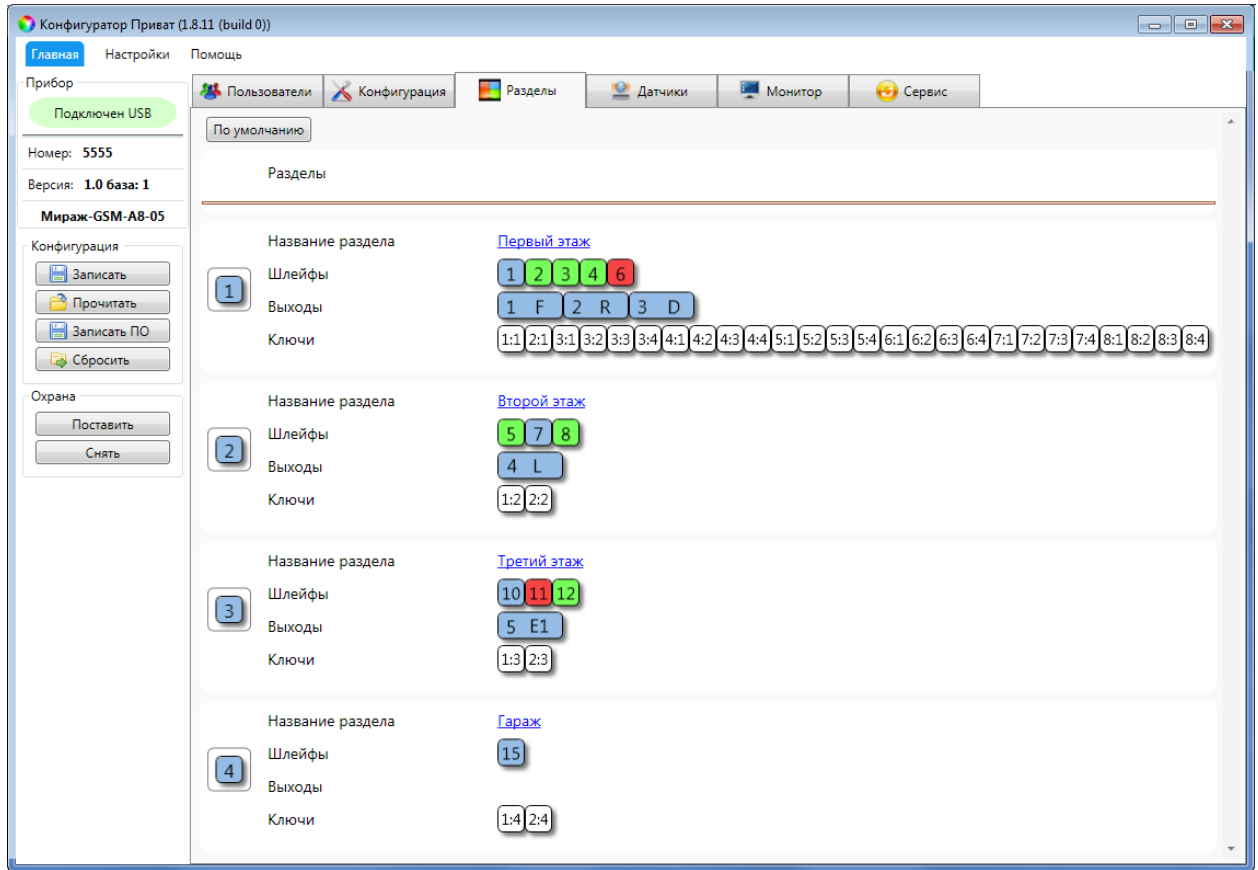 Конфигуратор Приват (1.8.11 (build 0))
Главная Настройки Помощь
Прибор
Подключен USB
Номер: 5555
Версия: 1.0 база: 1
Мираж-GSM-A8-05
Конфигурация
Записать
Прочитать
Записать ПО
Сбросить
Охрана
Поставить
Снять
Пользователи Конфигурация Разделы Датчики Монитор Сервис
По умолчанию
Разделы
1
Название раздела Первый этаж
Шлейфы 1 2 3 4 6
Выходы 1 F 2 R 3 D
Ключи 1:1 2:1 3:1 3:2 3:3 3:4 4:1 4:2 4:3 4:4 5:1 5:2 5:3 5:4 6:1 6:2 6:3 6:4 7:1 7:2 7:3 7:4 8:1 8:2 8:3 8:4
2
Название раздела Второй этаж
Шлейфы 5 7 8
Выходы 4 L
Ключи 1:2 2:2
3
Название раздела Третий этаж
Шлейфы 10 11 12
Выходы 5 E1
Ключи 1:3 2:3
4
Название раздела Гараж
Шлейфы 15
Выходы
Ключи 1:4 2:4